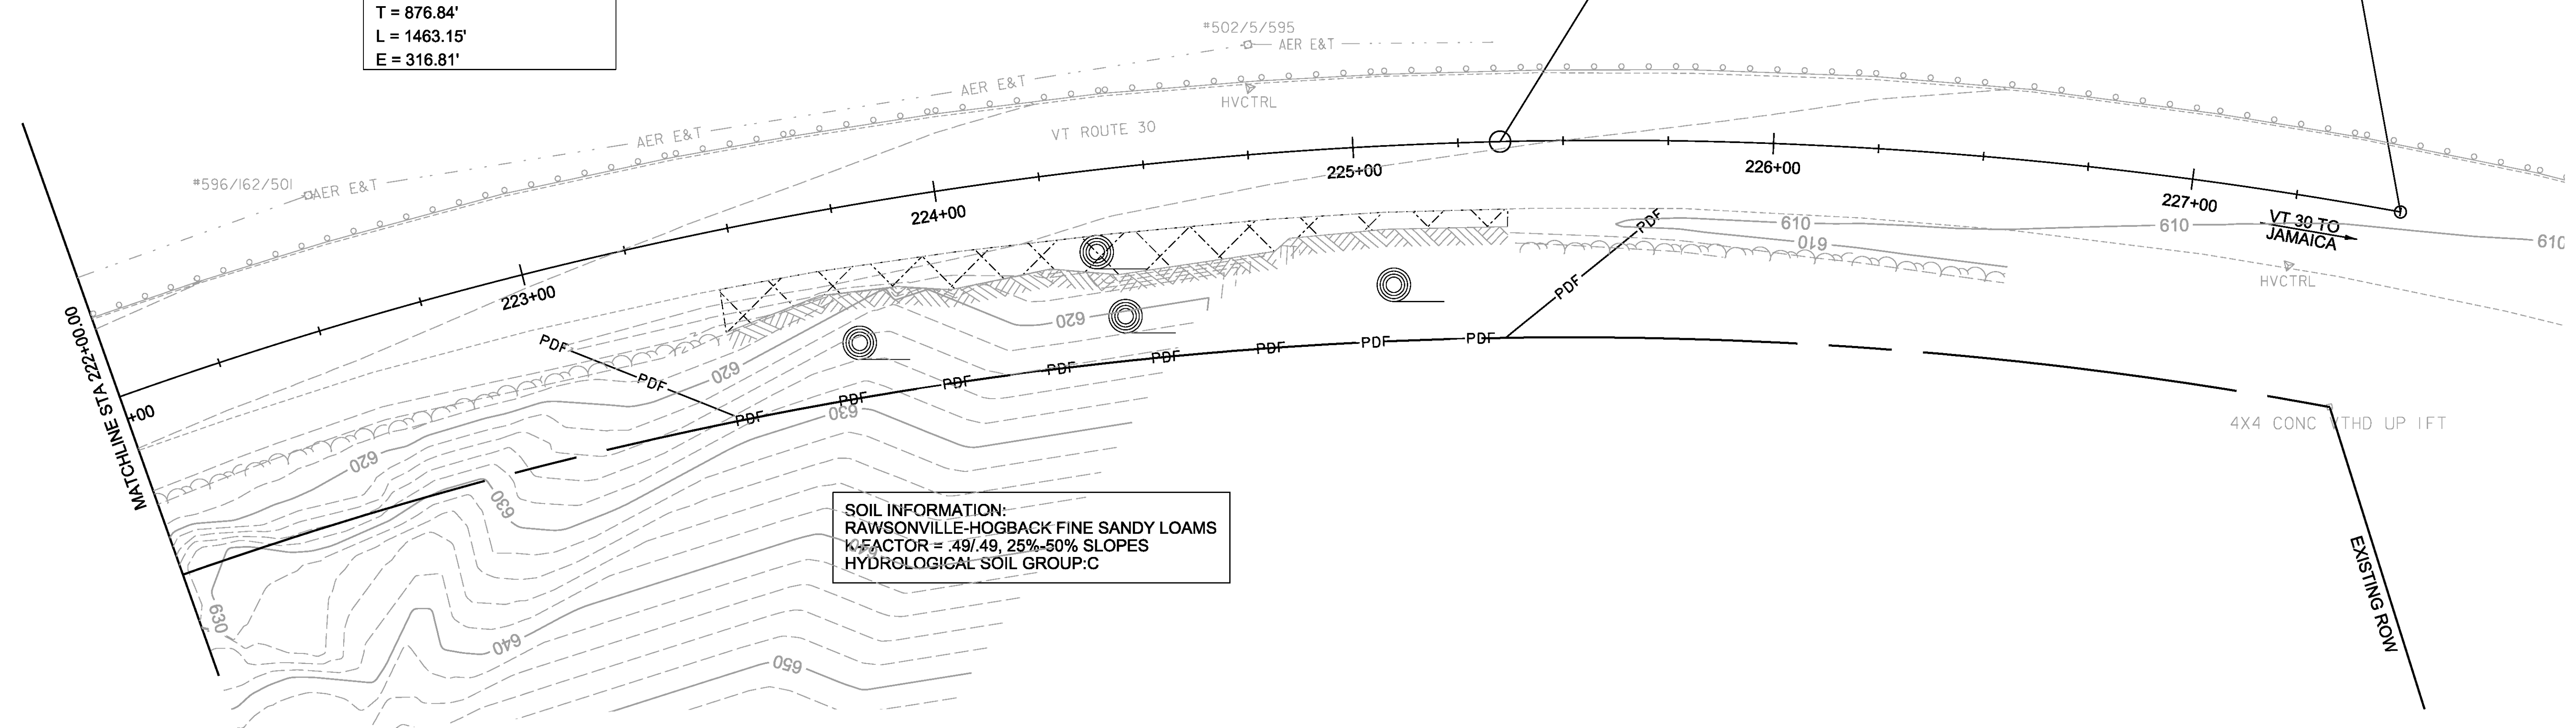 T = 876.84'
L = 1463.15'
E = 316.81'
#502/5/595
AER E&T
AER E&T
HVCTRL
VT ROUTE 30
AER E&T
#596/162/501
AER E&T
225+00
226+00
224+00
227+00
VT 30 TO
JAMAICA
610
610
610
610
HVCTRL
223+00
MATCHLINE STA 222+00.00
+00
PDF
PDF
PDF
PDF
PDF
PDF
PDF
PDF
PDF
PDF
PDF
PDF
620
620
620
630
630
630
640
640
650
4X4 CONC VTHD UP 1FT
SOIL INFORMATION:
RAWSONVILLE-HOGBACK FINE SANDY LOAMS
K-FACTOR = .49/.49, 25%-50% SLOPES
HYDROLOGICAL SOIL GROUP:C
EXISTING ROW